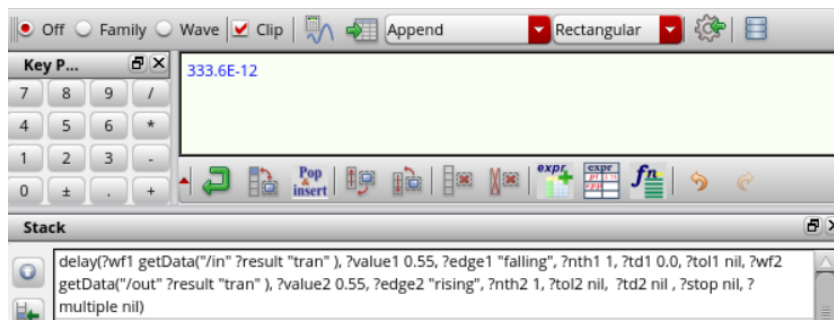 Off Family Wave Clip Append Rectangular
Key P...
333.6E-12
7 8 9 /
4 5 6 *
1 2 3 -
0 ± . +
Pop & insert expr expr fn
Stack
delay(?wf1 getData("/in" ?result "tran" ), ?value1 0.55, ?edge1 "falling", ?nth1 1, ?td1 0.0, ?tol1 nil, ?wf2
getData("/out" ?result "tran" ), ?value2 0.55, ?edge2 "rising", ?nth2 1, ?tol2 nil, ?td2 nil , ?stop nil, ?
multiple nil)